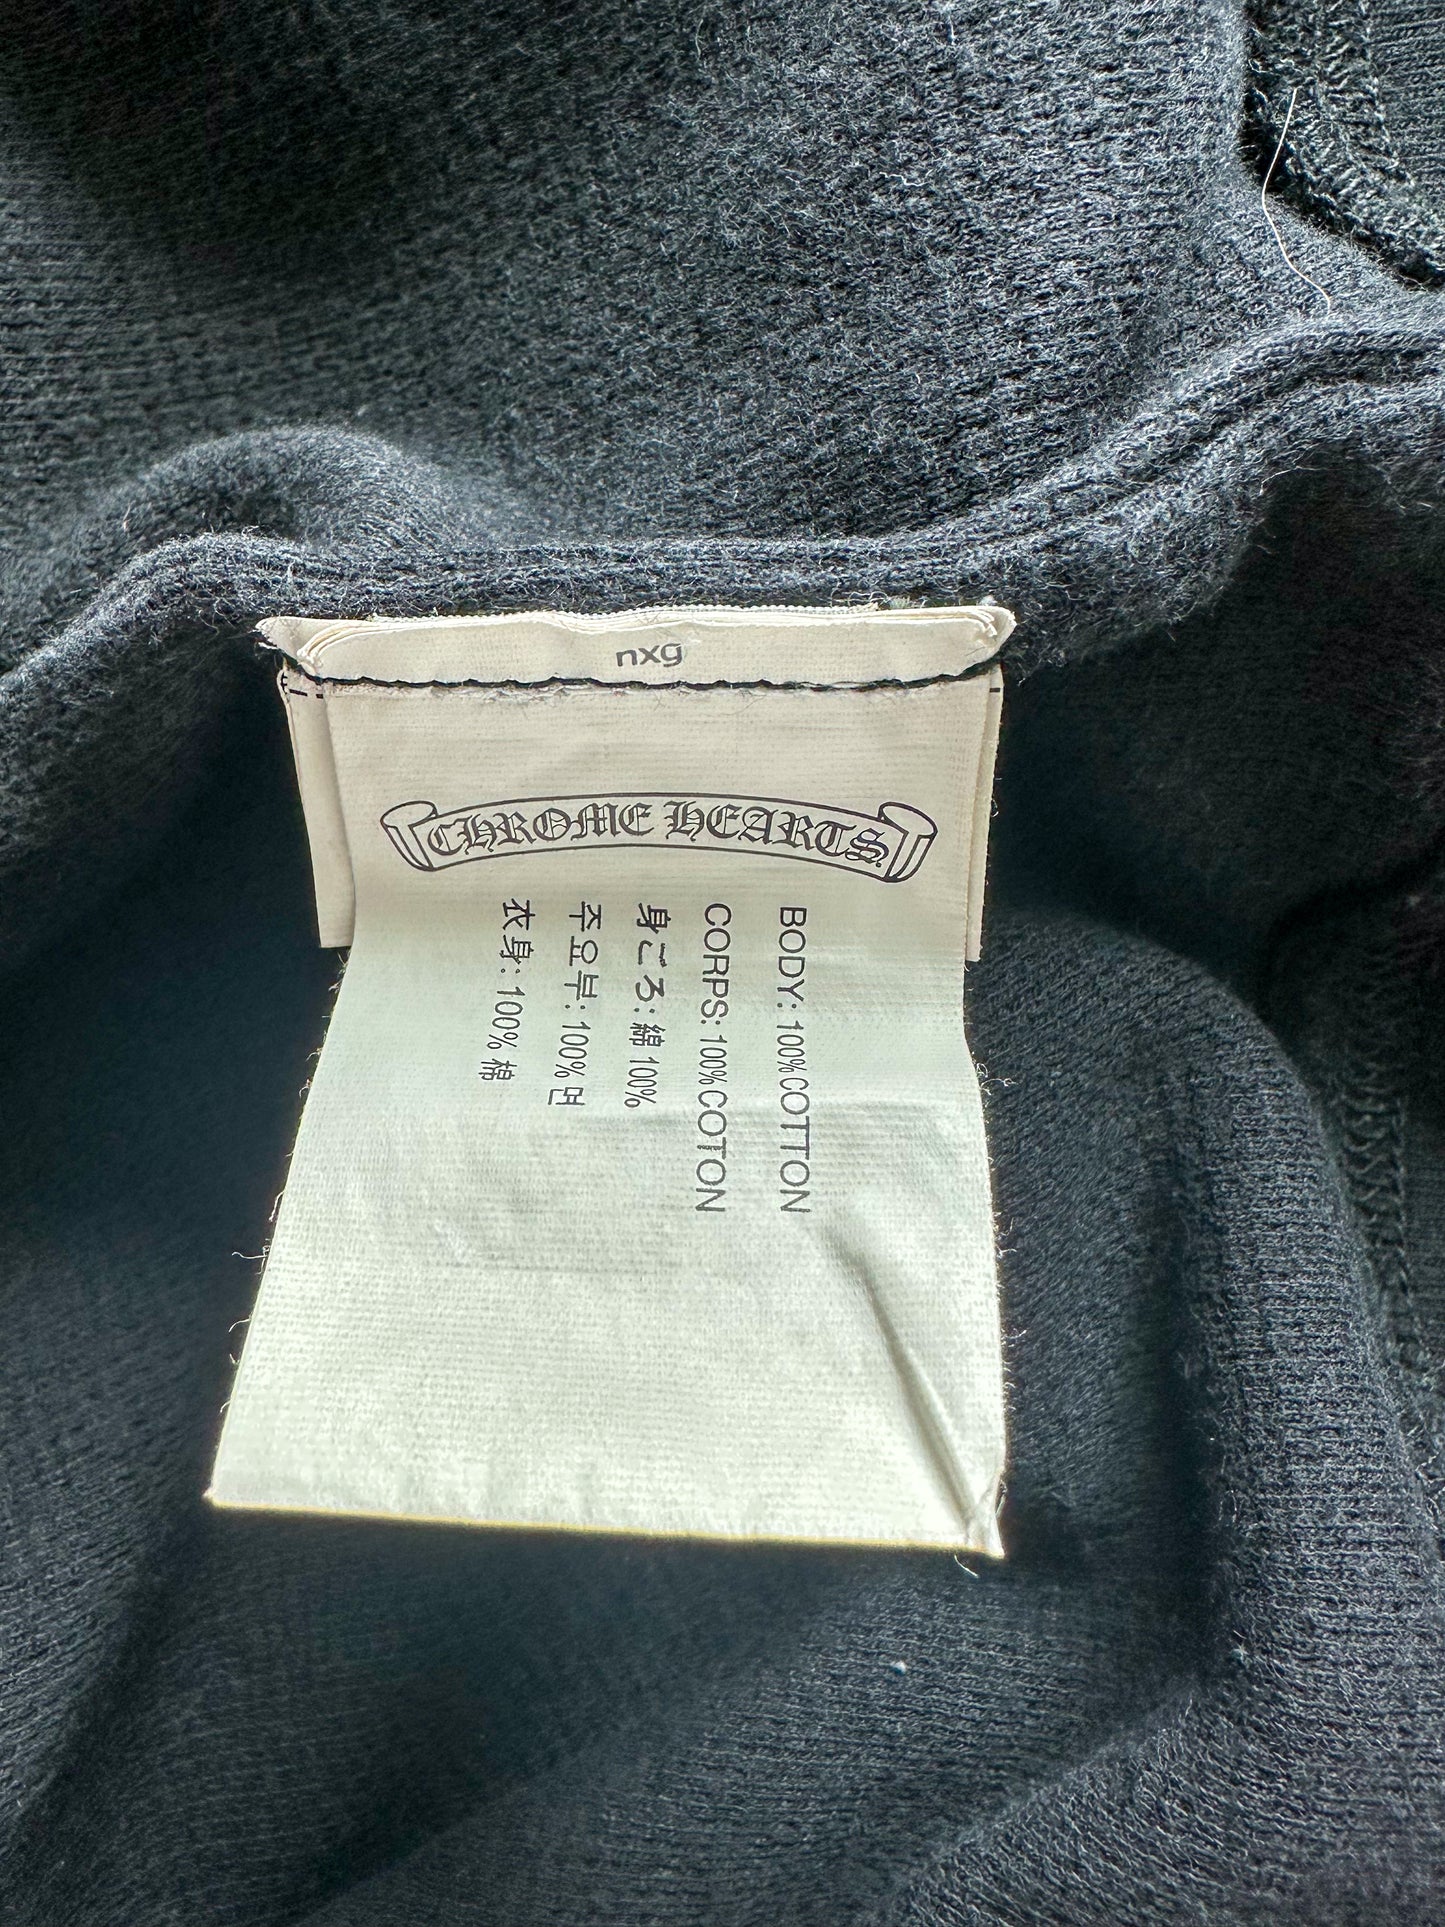 nxg
CHROME HEARTS
BODY: 100% COTTON
CORPS: 100% COTON
身ごろ: 綿 100%
주요부: 100% 면
衣身: 100% 棉